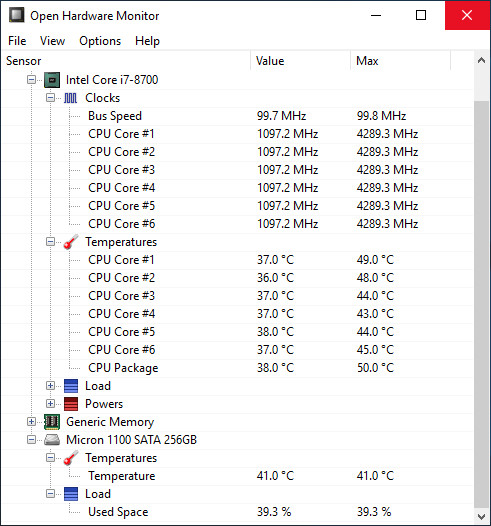 Open Hardware Monitor
File View Options Help
Sensor Value Max
Intel Core i7-8700
Clocks
Bus Speed 99.7 MHz 99.8 MHz
CPU Core #1 1097.2 MHz 4289.3 MHz
CPU Core #2 1097.2 MHz 4289.3 MHz
CPU Core #3 1097.2 MHz 4289.3 MHz
CPU Core #4 1097.2 MHz 4289.3 MHz
CPU Core #5 1097.2 MHz 4289.3 MHz
CPU Core #6 1097.2 MHz 4289.3 MHz
Temperatures
CPU Core #1 37.0 °C 49.0 °C
CPU Core #2 36.0 °C 48.0 °C
CPU Core #3 37.0 °C 44.0 °C
CPU Core #4 37.0 °C 43.0 °C
CPU Core #5 38.0 °C 44.0 °C
CPU Core #6 37.0 °C 45.0 °C
CPU Package 38.0 °C 50.0 °C
Load
Powers
Generic Memory
Micron 1100 SATA 256GB
Temperatures
Temperature 41.0 °C 41.0 °C
Load
Used Space 39.3 % 39.3 %